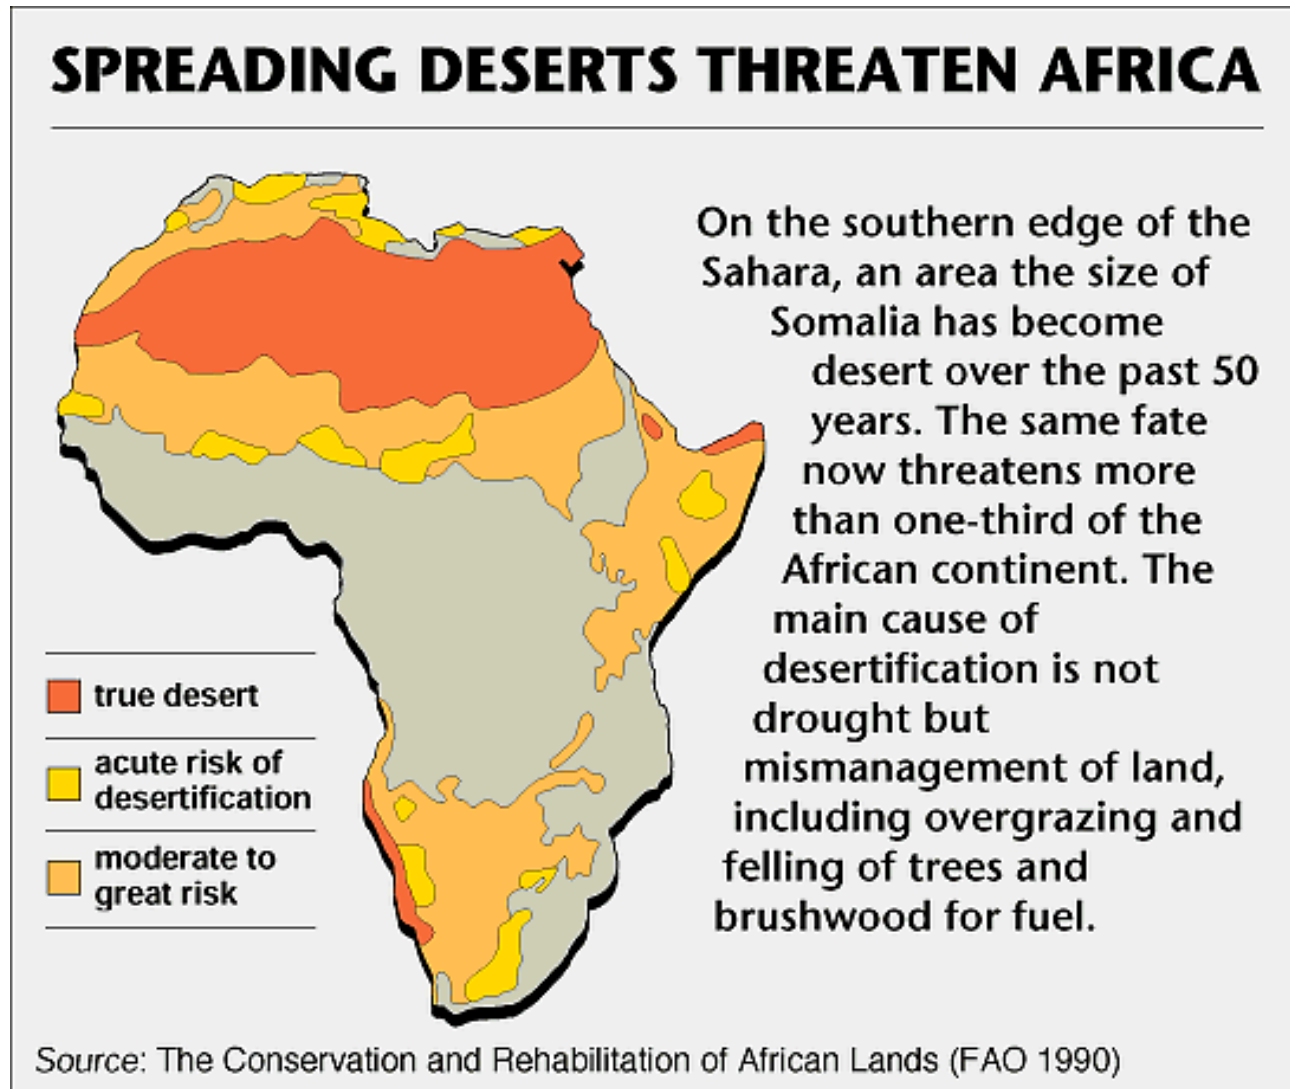 SPREADING DESERTS THREATEN AFRICA
On the southern edge of the
Sahara, an area the size of
Somalia has become
desert over the past 50
years. The same fate
now threatens more
than one-third of the
African continent. The
main cause of
desertification is not
drought but
mismanagement of land,
including overgrazing and
felling of trees and
brushwood for fuel.
true desert
acute risk of
desertification
moderate to
great risk
Source: The Conservation and Rehabilitation of African Lands (FAO 1990)